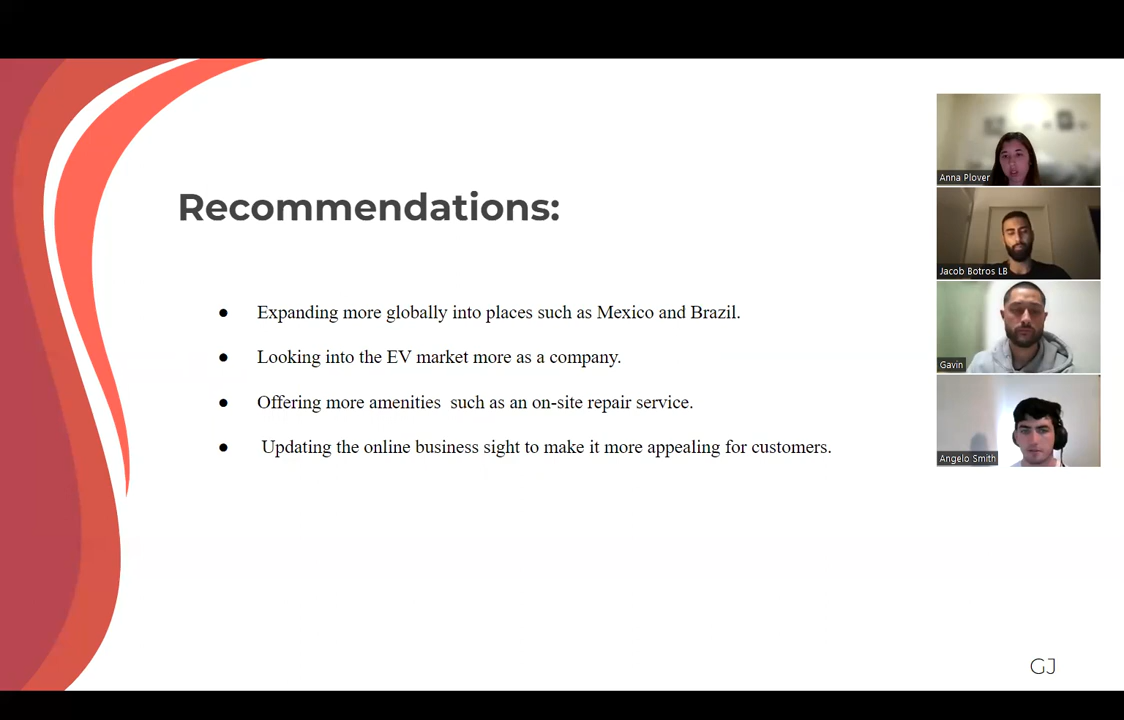 Recommendations:
● Expanding more globally into places such as Mexico and Brazil.
● Looking into the EV market more as a company.
● Offering more amenities  such as an on-site repair service.
● Updating the online business sight to make it more appealing for customers.
Anna Plover
Jacob Botros LB
Gavin
Angelo Smith
GJ